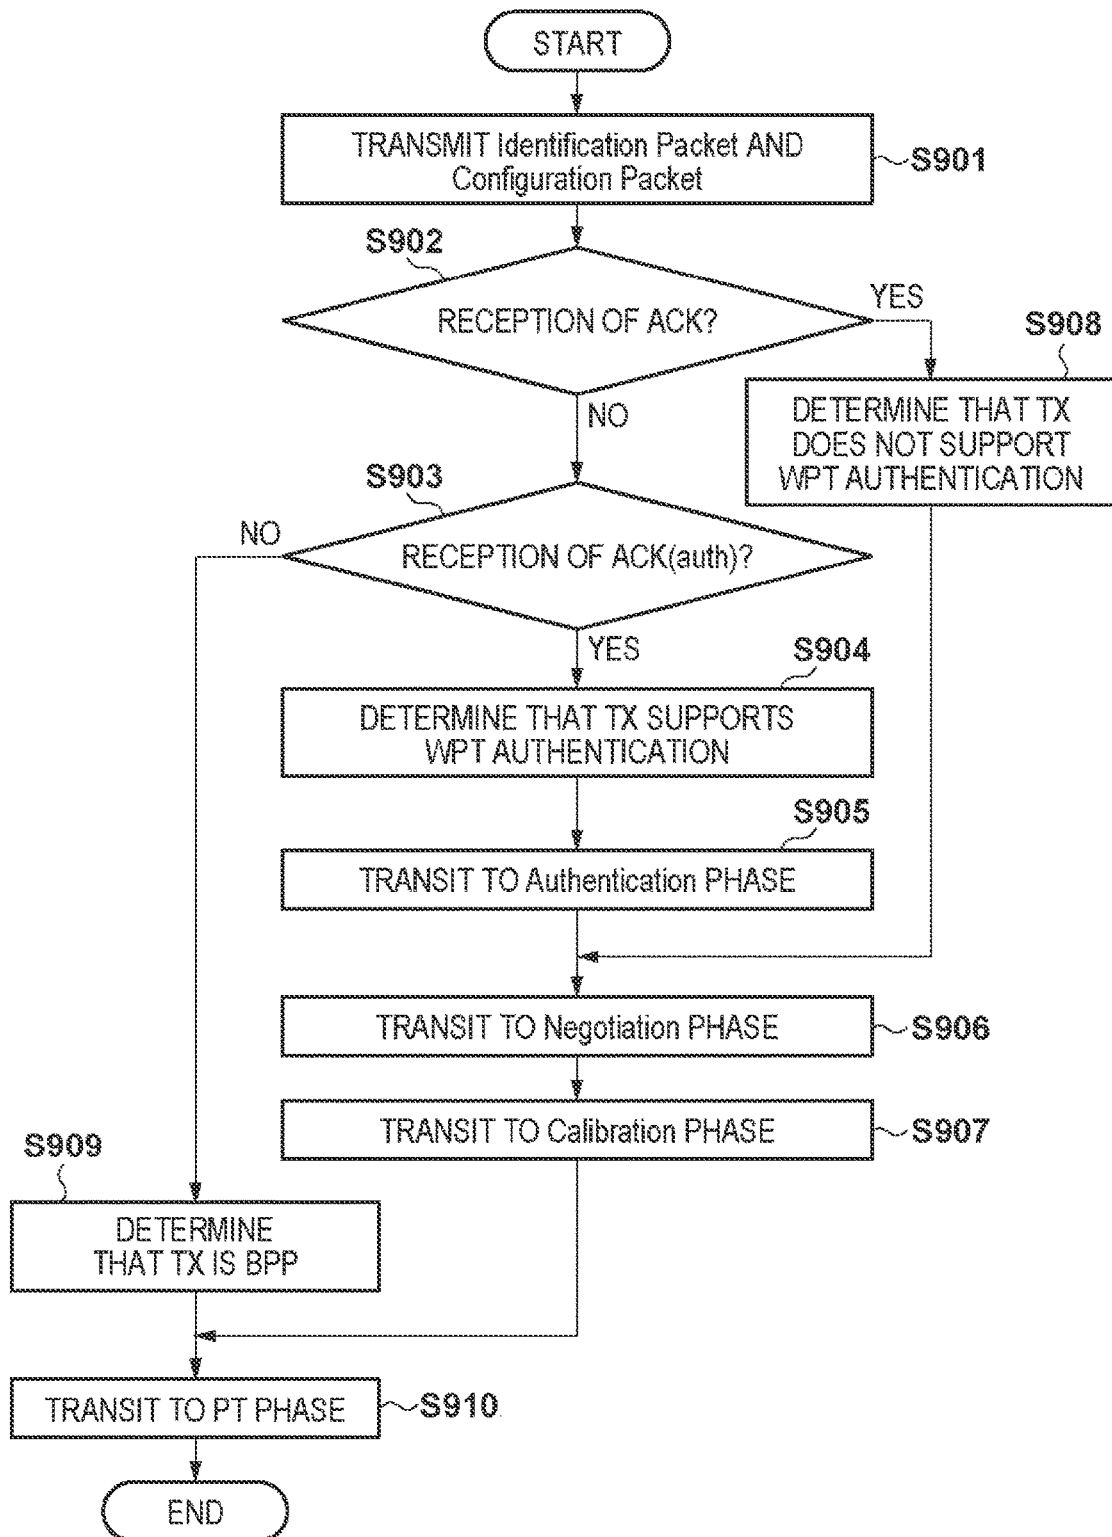 START
TRANSMIT Identification Packet AND
Configuration Packet
S901
S902
RECEPTION OF ACK?
YES
NO
S908
DETERMINE THAT TX
DOES NOT SUPPORT
WPT AUTHENTICATION
S903
NO
RECEPTION OF ACK(auth)?
YES
S904
DETERMINE THAT TX SUPPORTS
WPT AUTHENTICATION
S905
TRANSIT TO Authentication PHASE
TRANSIT TO Negotiation PHASE
S906
TRANSIT TO Calibration PHASE
S907
S909
DETERMINE
THAT TX IS BPP
TRANSIT TO PT PHASE
S910
END